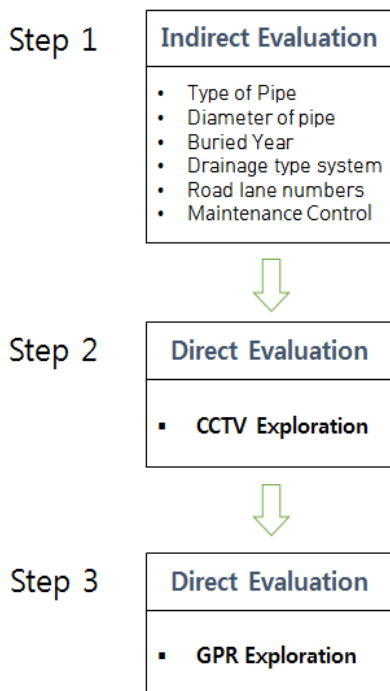 Step 1
Indirect Evaluation
• Type of Pipe
• Diameter of pipe
• Buried Year
• Drainage type system
• Road lane numbers
• Maintenance Control
Step 2
Direct Evaluation
▪ CCTV Exploration
Step 3
Direct Evaluation
▪ GPR Exploration